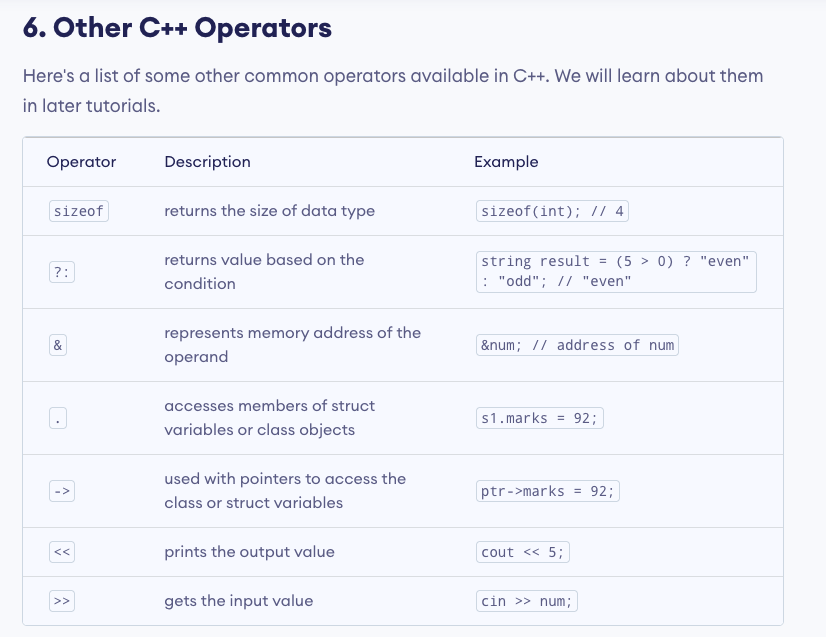 6. Other C++ Operators
Here's a list of some other common operators available in C++. We will learn about them
in later tutorials.
Operator Description Example
sizeof returns the size of data type sizeof(int); // 4
?: returns value based on the condition string result = (5 > 0) ? "even" : "odd"; // "even"
& represents memory address of the operand &num; // address of num
. accesses members of struct variables or class objects s1.marks = 92;
-> used with pointers to access the class or struct variables ptr->marks = 92;
<< prints the output value cout << 5;
>> gets the input value cin >> num;